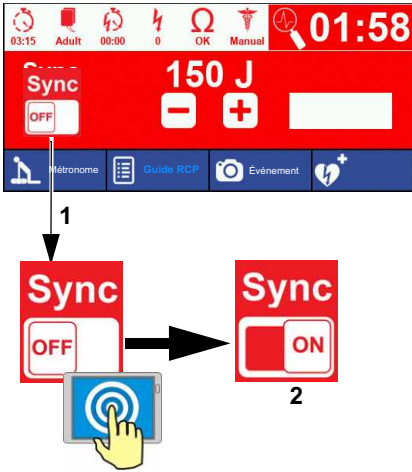 01:58
03:15 Adult 00:00 0 OK Manual
150 J
Sync
Sync
OFF
Métronome Guide RCP Événement
1
Sync Sync
OFF ON
2